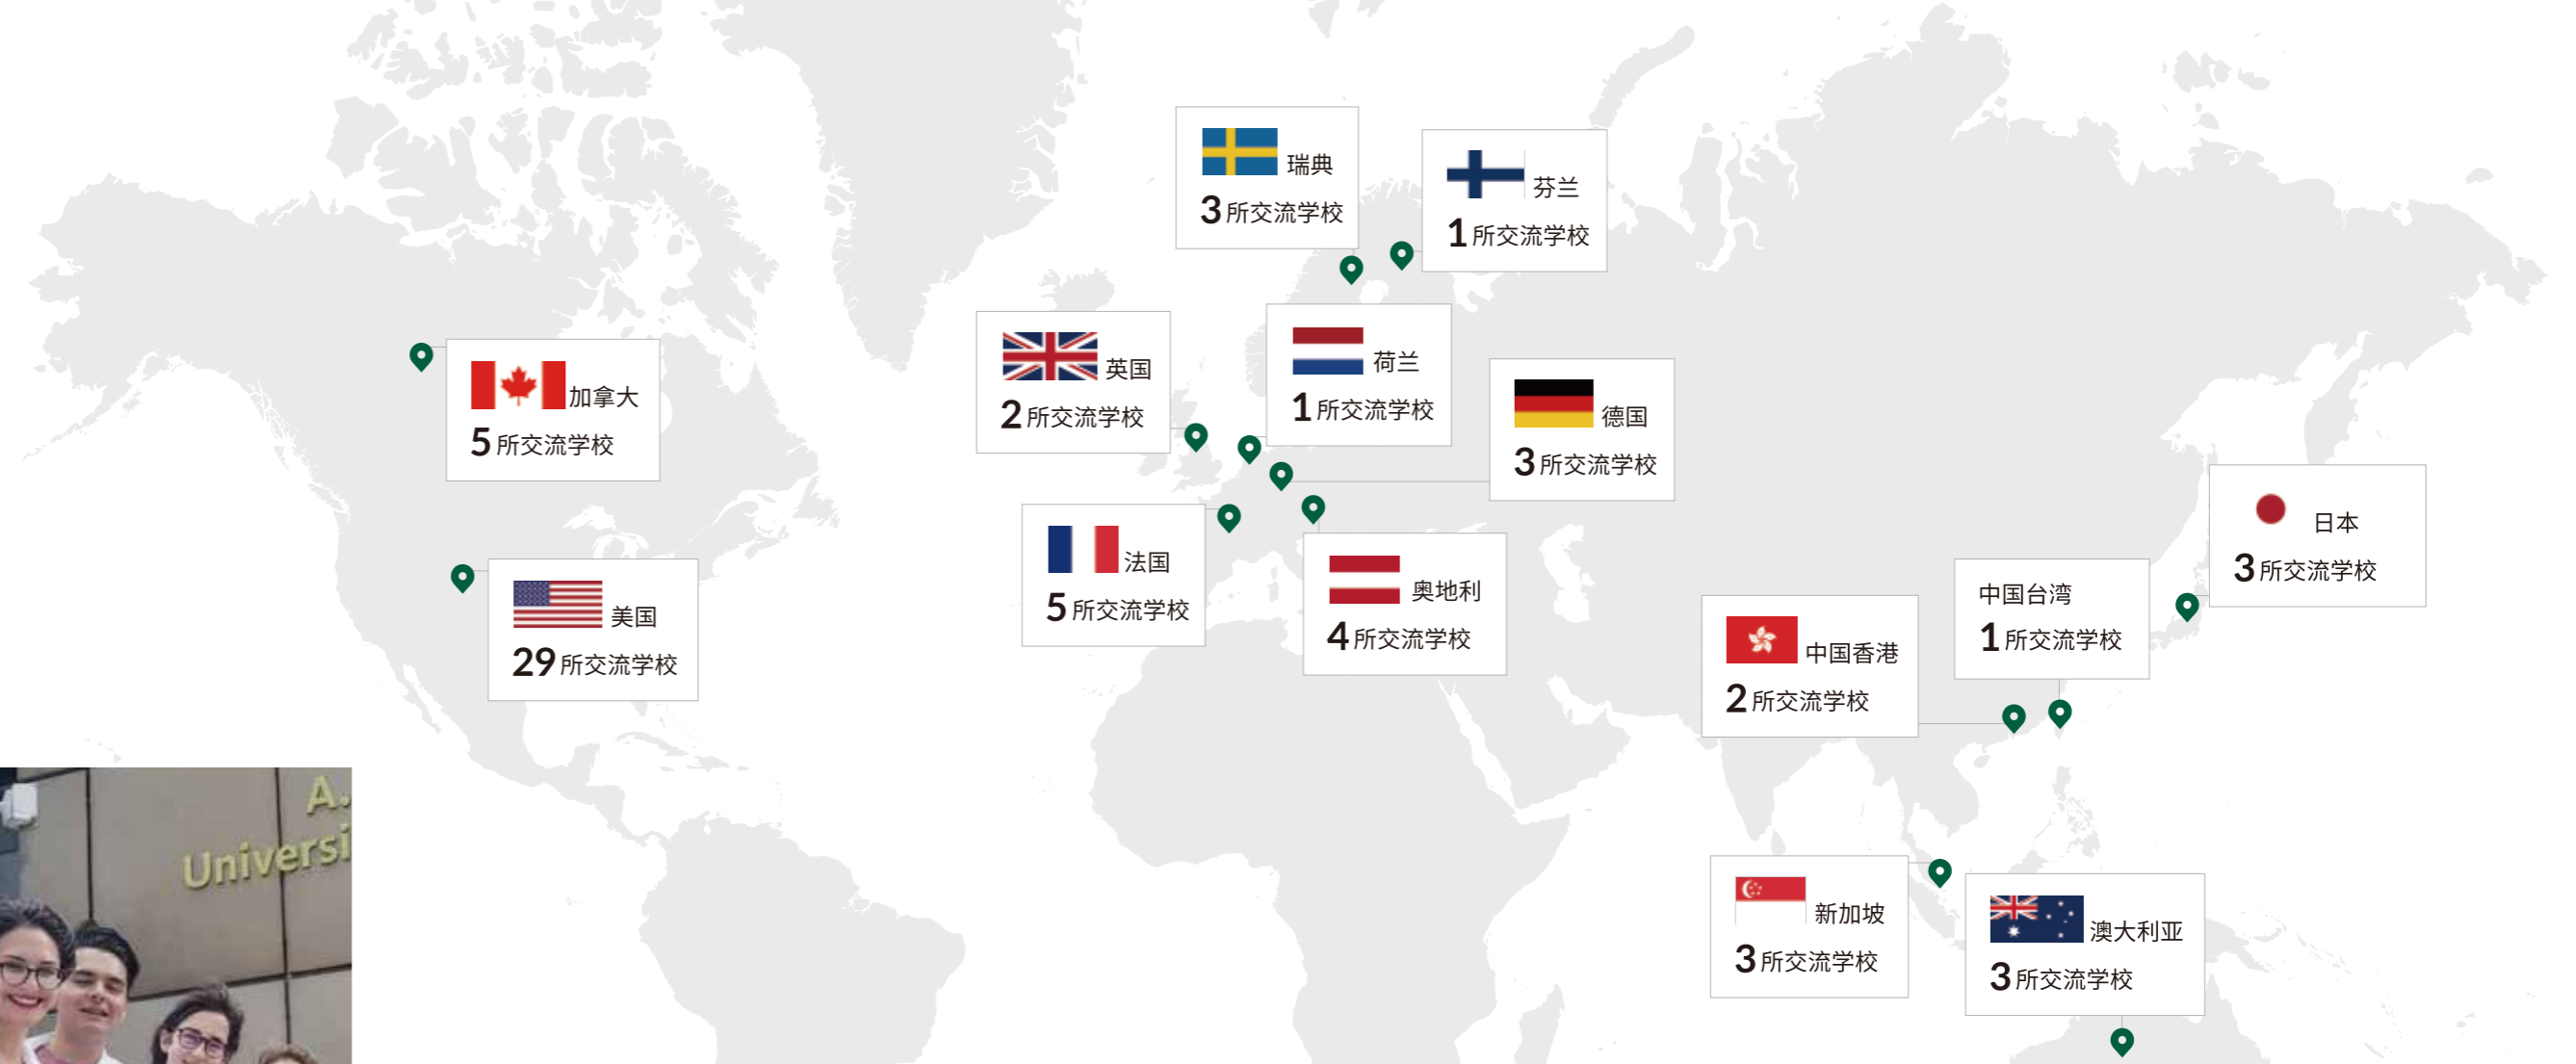 瑞典
3所交流学校
芬兰
1所交流学校
英国
2所交流学校
荷兰
1所交流学校
加拿大
5所交流学校
德国
3所交流学校
日本
3所交流学校
法国
5所交流学校
奥地利
4所交流学校
美国
29所交流学校
中国台湾
1所交流学校
中国香港
2所交流学校
新加坡
3所交流学校
澳大利亚
3所交流学校
A.
Universi